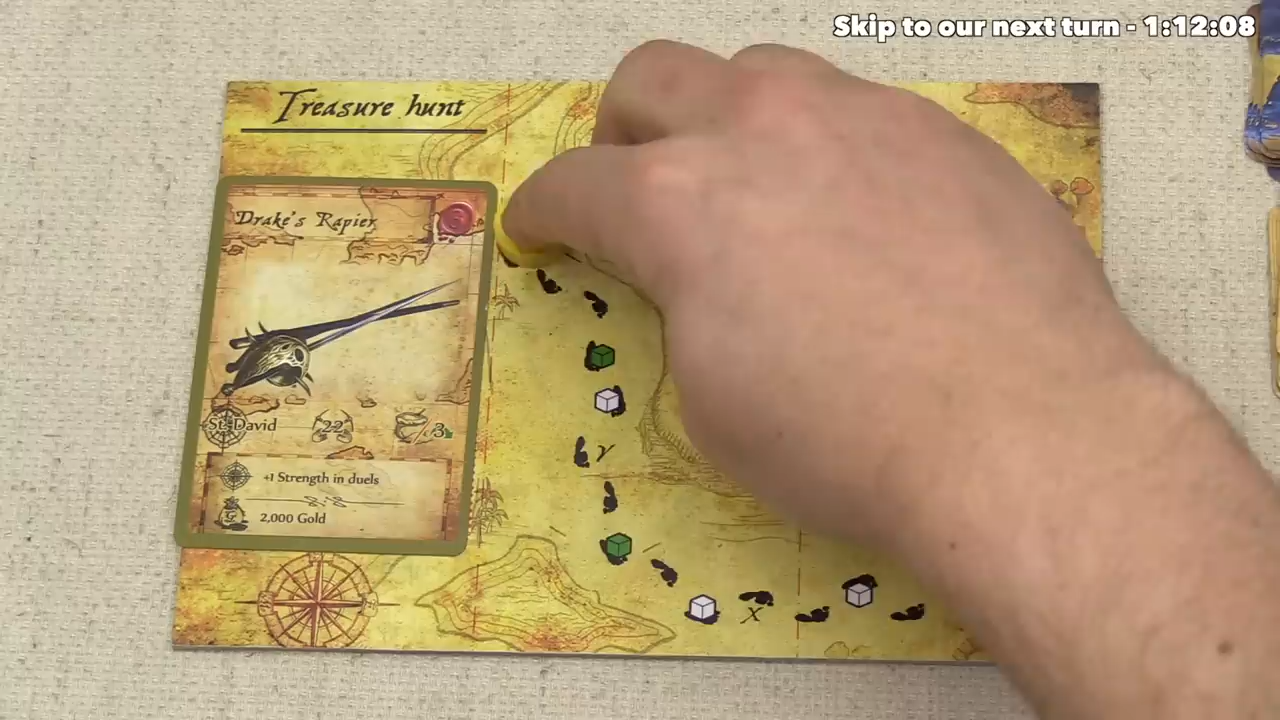 Skip to our next turn - 1:12:08
Treasure hunt
Drake's Rapier
St. David 22 /3
+1 Strength in duels
G 2,000 Gold
Y
X